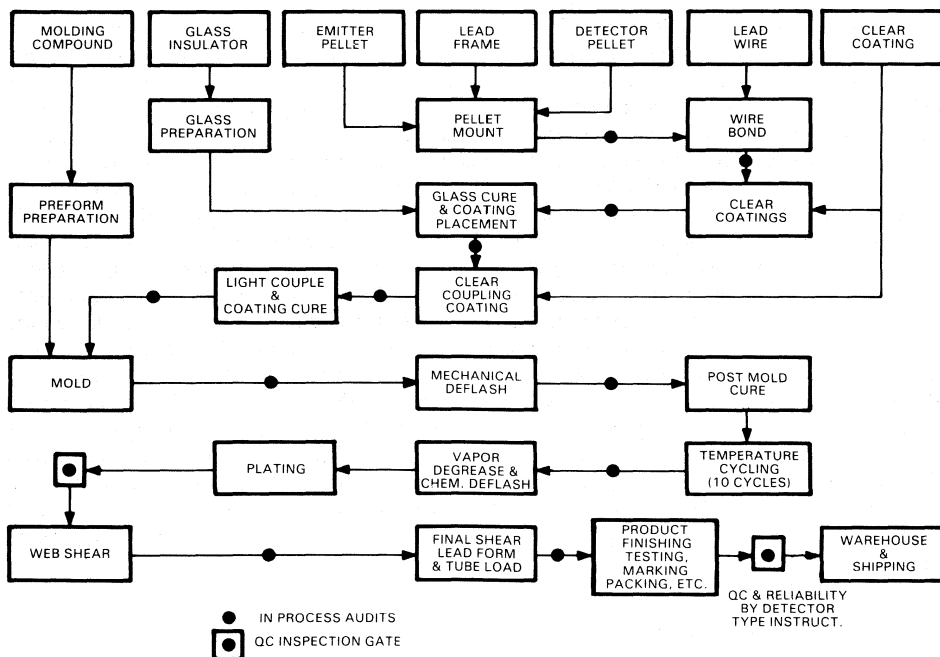 MOLDING
COMPOUND
GLASS
INSULATOR
EMITTER
PELLET
LEAD
FRAME
DETECTOR
PELLET
LEAD
WIRE
CLEAR
COATING
GLASS
PREPARATION
PELLET
MOUNT
WIRE
BOND
PREFORM
PREPARATION
GLASS CURE
& COATING
PLACEMENT
CLEAR
COATINGS
LIGHT COUPLE
&
COATING CURE
CLEAR
COUPLING
COATING
MOLD
MECHANICAL
DEFLASH
POST MOLD
CURE
PLATING
VAPOR
DEGREASE &
CHEM. DEFLASH
TEMPERATURE
CYCLING
(10 CYCLES)
WEB SHEAR
FINAL SHEAR
LEAD FORM
& TUBE LOAD
PRODUCT
FINISHING
TESTING,
MARKING
PACKING, ETC.
WAREHOUSE
&
SHIPPING
QC & RELIABILITY
BY DETECTOR
TYPE INSTRUCT.
IN PROCESS AUDITS
QC INSPECTION GATE